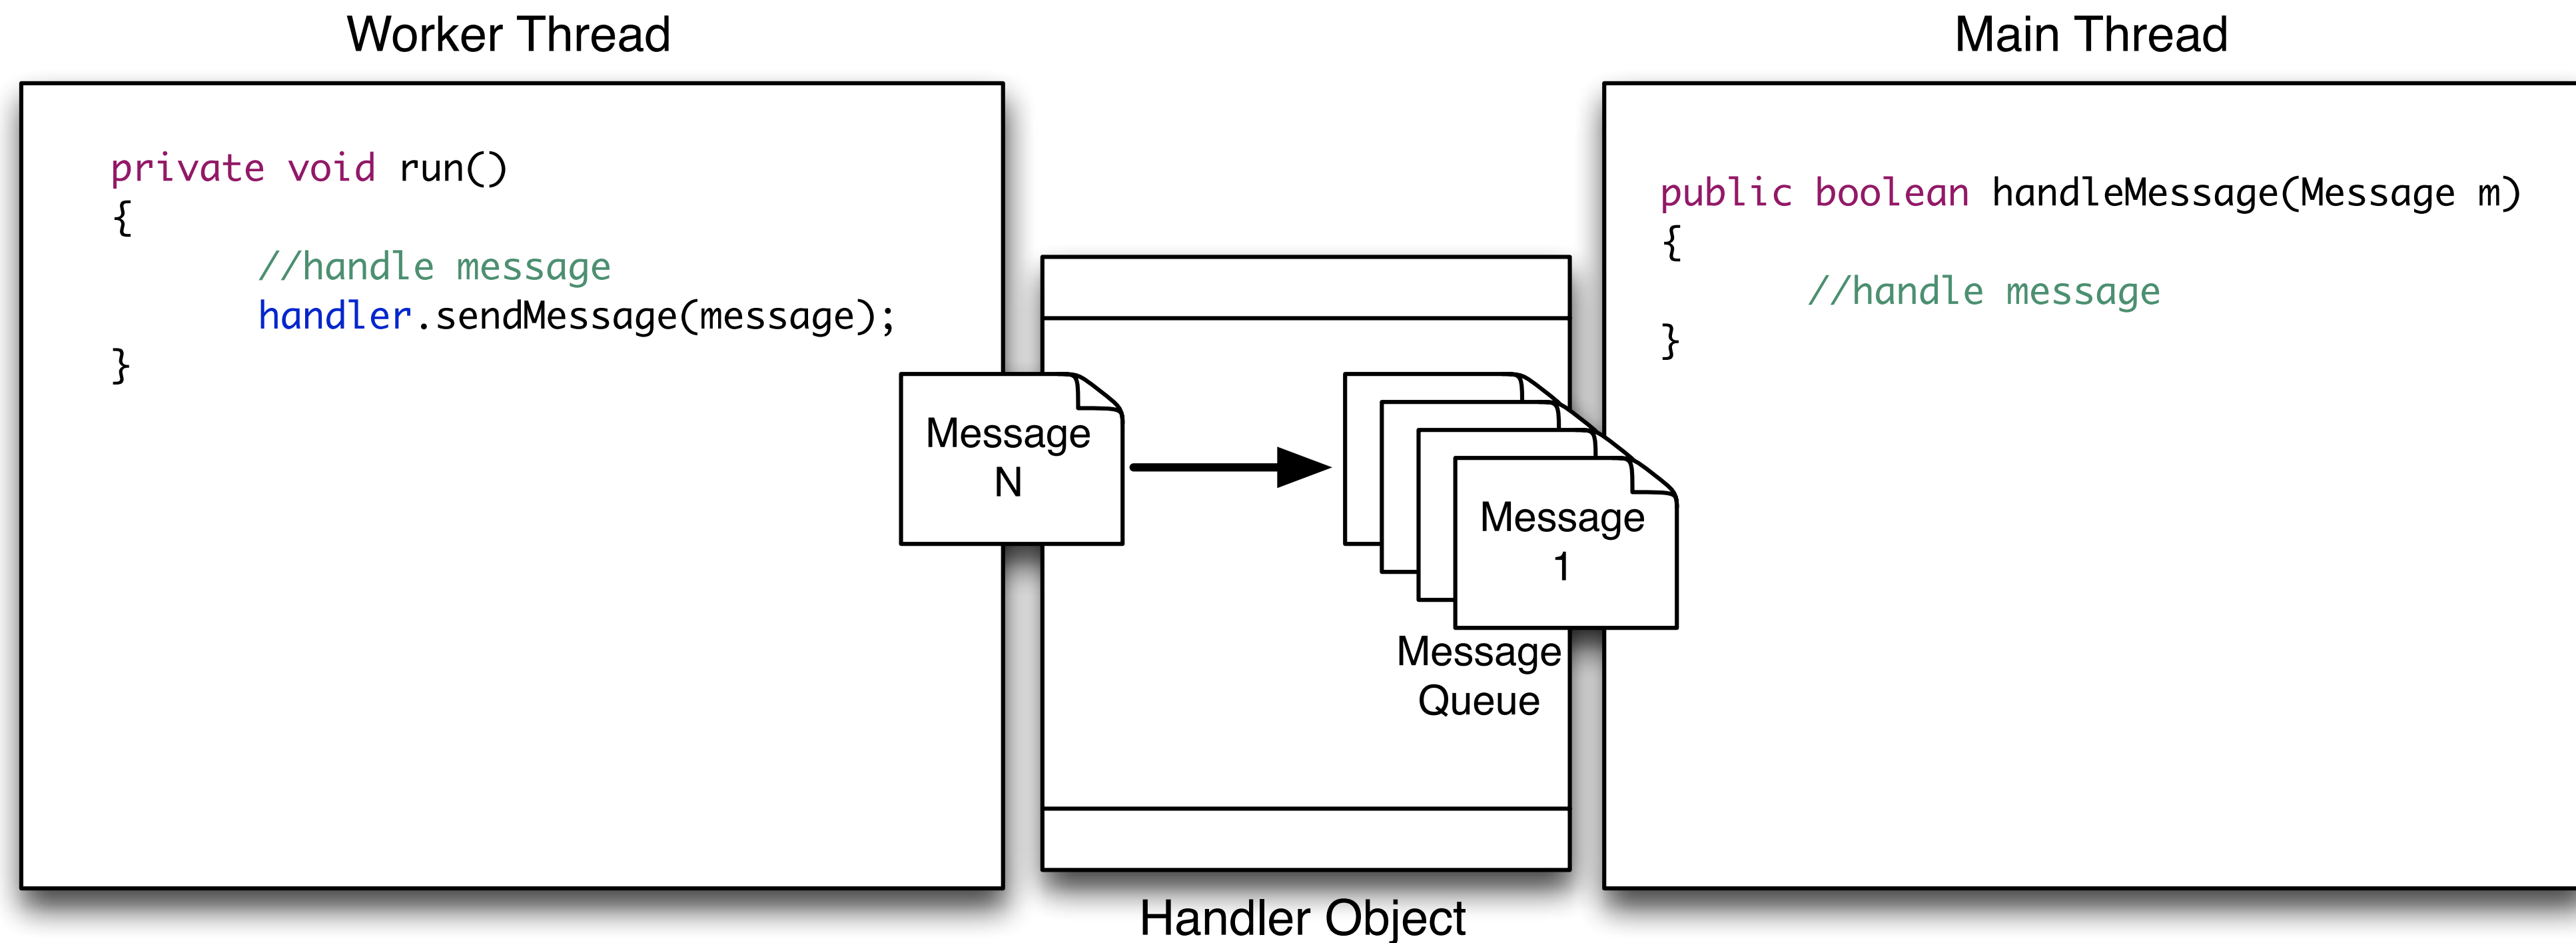 Worker Thread
private void run()
{
//handle message
handler.sendMessage(message);
}
Message
N
Message
1
Message
Queue
Handler Object
Main Thread
public boolean handleMessage(Message m)
{
//handle message
}